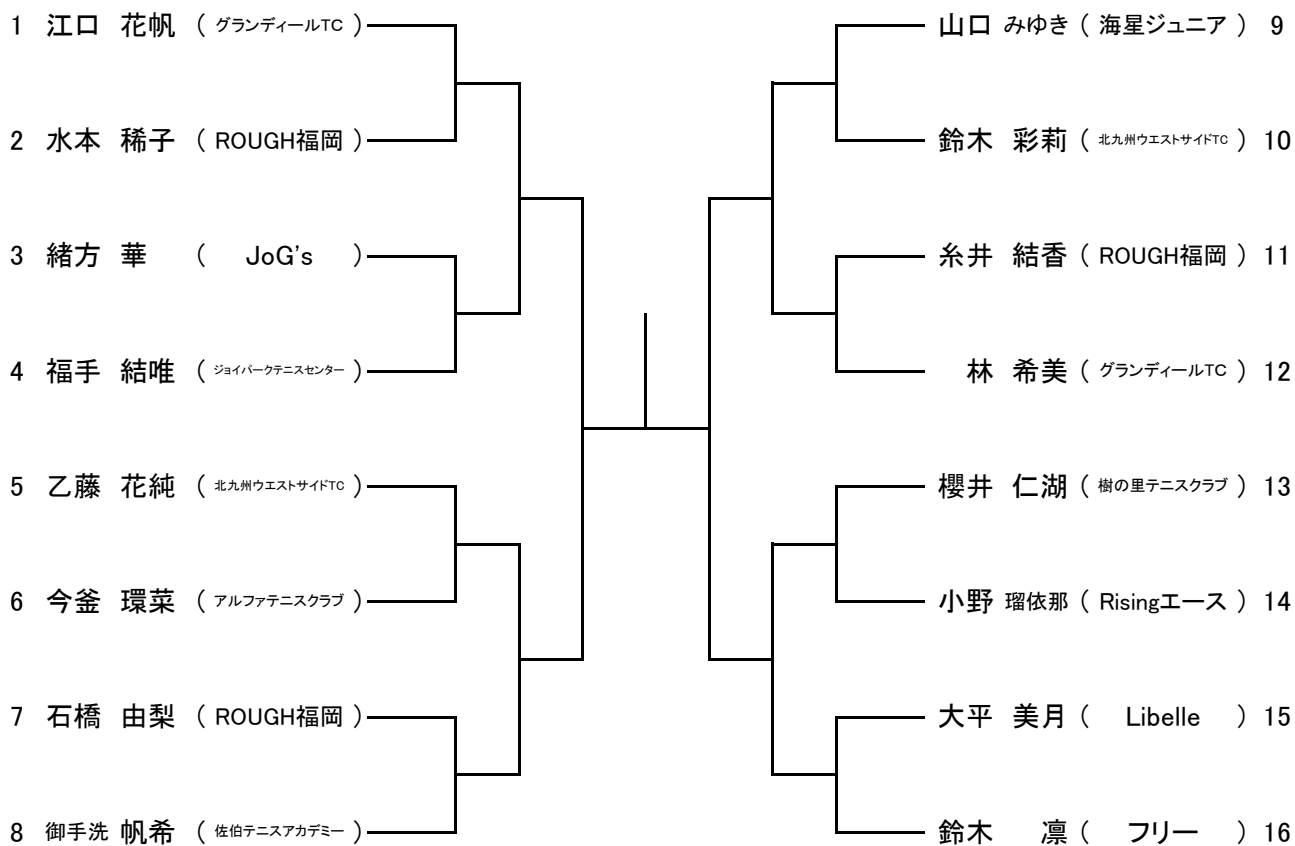 1 江口 花帆 ( グランディールTC )
2 水本 稀子 ( ROUGH福岡 )
3 緒方 華 ( JoG's )
4 福手 結唯 ( ジョイパークテニスセンター )
5 乙藤 花純 ( 北九州ウエストサイドTC )
6 今釜 環菜 ( アルファテニスクラブ )
7 石橋 由梨 ( ROUGH福岡 )
8 御手洗 帆希 ( 佐伯テニスアカデミー )
山口 みゆき ( 海星ジュニア ) 9
鈴木 彩莉 ( 北九州ウエストサイドTC ) 10
糸井 結香 ( ROUGH福岡 ) 11
林 希美 ( グランディールTC ) 12
櫻井 仁湖 ( 樹の里テニスクラブ ) 13
小野 瑠依那 ( Risingエース ) 14
大平 美月 ( Libelle ) 15
鈴木 凛 ( フリー ) 16